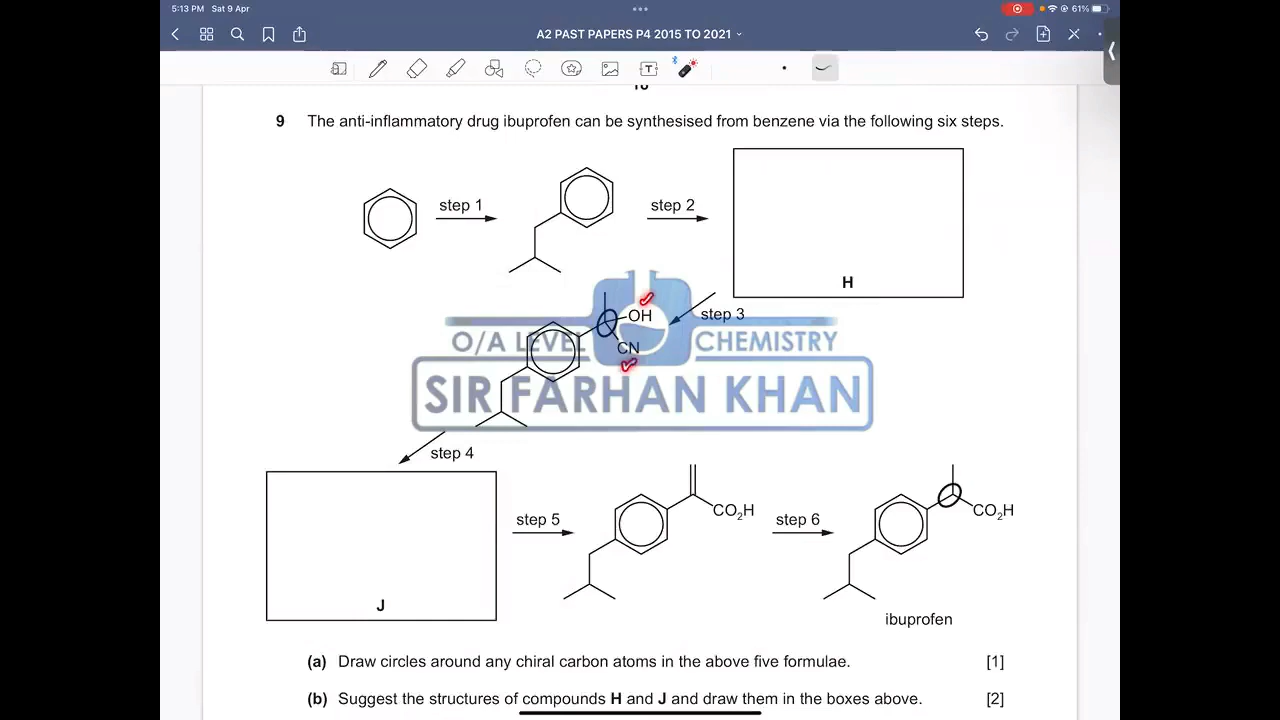 5:13 PM Sat 9 Apr
61%
A2 PAST PAPERS P4 2015 TO 2021
T
9 The anti-inflammatory drug ibuprofen can be synthesised from benzene via the following six steps.
step 1
step 2
H
OH
CN
step 3
O/A LEVEL CHEMISTRY
SIR FARHAN KHAN
step 4
J
step 5
CO₂H
step 6
CO₂H
ibuprofen
(a) Draw circles around any chiral carbon atoms in the above five formulae. [1]
(b) Suggest the structures of compounds H and J and draw them in the boxes above. [2]